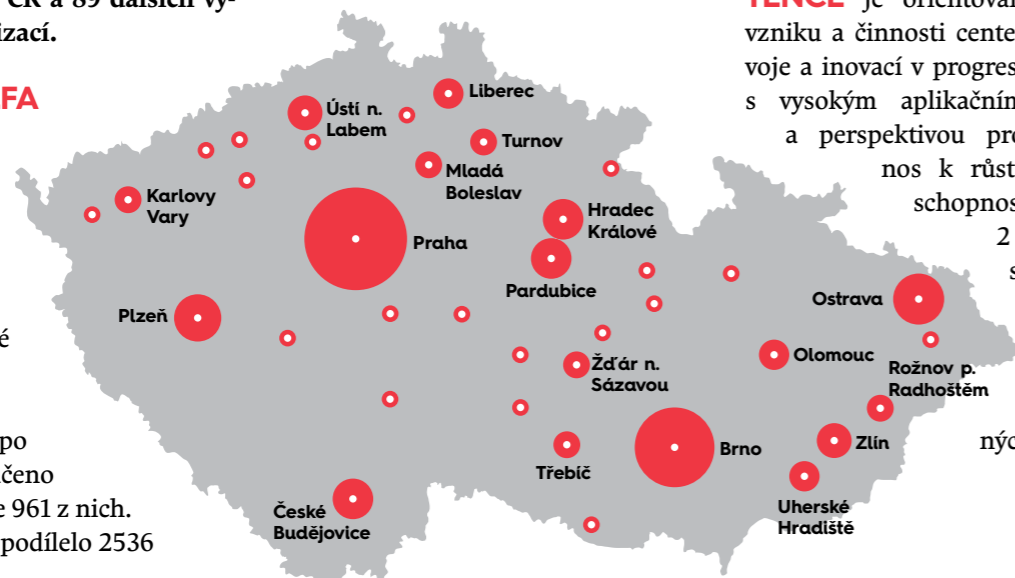 ČR a 89 dalších vý-
izací.
FA
é
po
čeno
e 961 z nich.
podílelo 2536
Ústí n.
Labem
Liberec
Turnov
Mladá
Boleslav
Karlovy
Vary
Praha
Hradec
Králové
Pardubice
Plzeň
Žďár n.
Sázavou
Třebíč
Brno
České
Budějovice
Ostrava
Olomouc
Rožnov p.
Radhoštěm
Zlín
Uherské
Hradiště
TENCE je orientován
vzniku a činnosti cente
voje a inovací v progres
s vysokým aplikačním
a perspektivou pro
nos k růst
schopnos
2
s
nýc